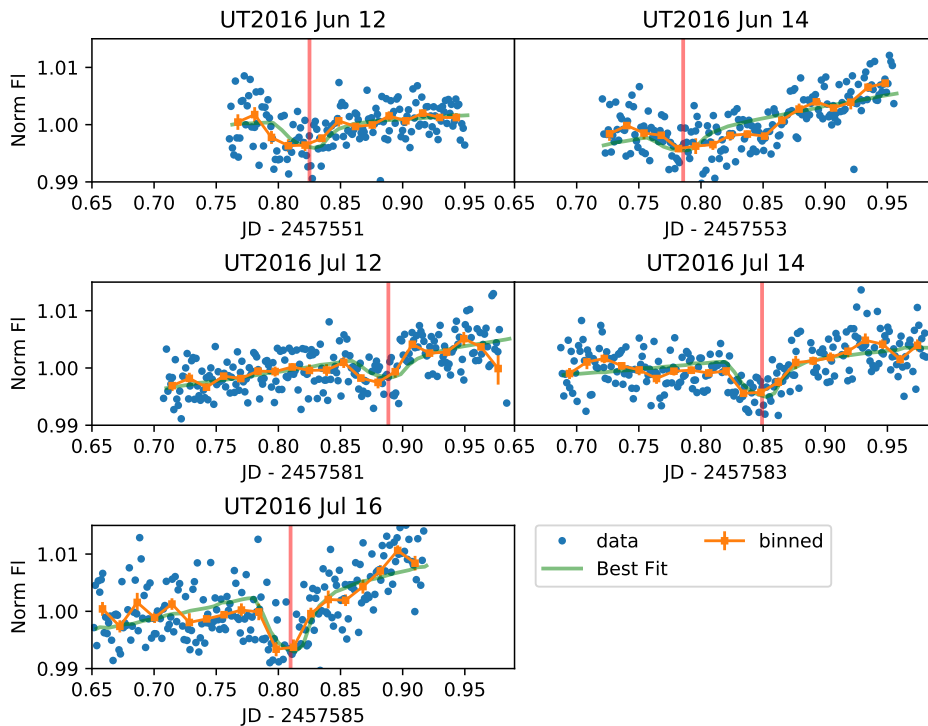 UT2016 Jun 12
UT2016 Jun 14
Norm Fl
1.01
1.00
0.99
0.65 0.70 0.75 0.80 0.85 0.90 0.95 0.65 0.70 0.75 0.80 0.85 0.90 0.95
JD - 2457551
JD - 2457553
UT2016 Jul 12
UT2016 Jul 14
Norm Fl
1.01
1.00
0.99
0.65 0.70 0.75 0.80 0.85 0.90 0.95 0.65 0.70 0.75 0.80 0.85 0.90 0.95
JD - 2457581
JD - 2457583
UT2016 Jul 16
Norm Fl
1.01
1.00
0.99
0.65 0.70 0.75 0.80 0.85 0.90 0.95
JD - 2457585
data
binned
Best Fit